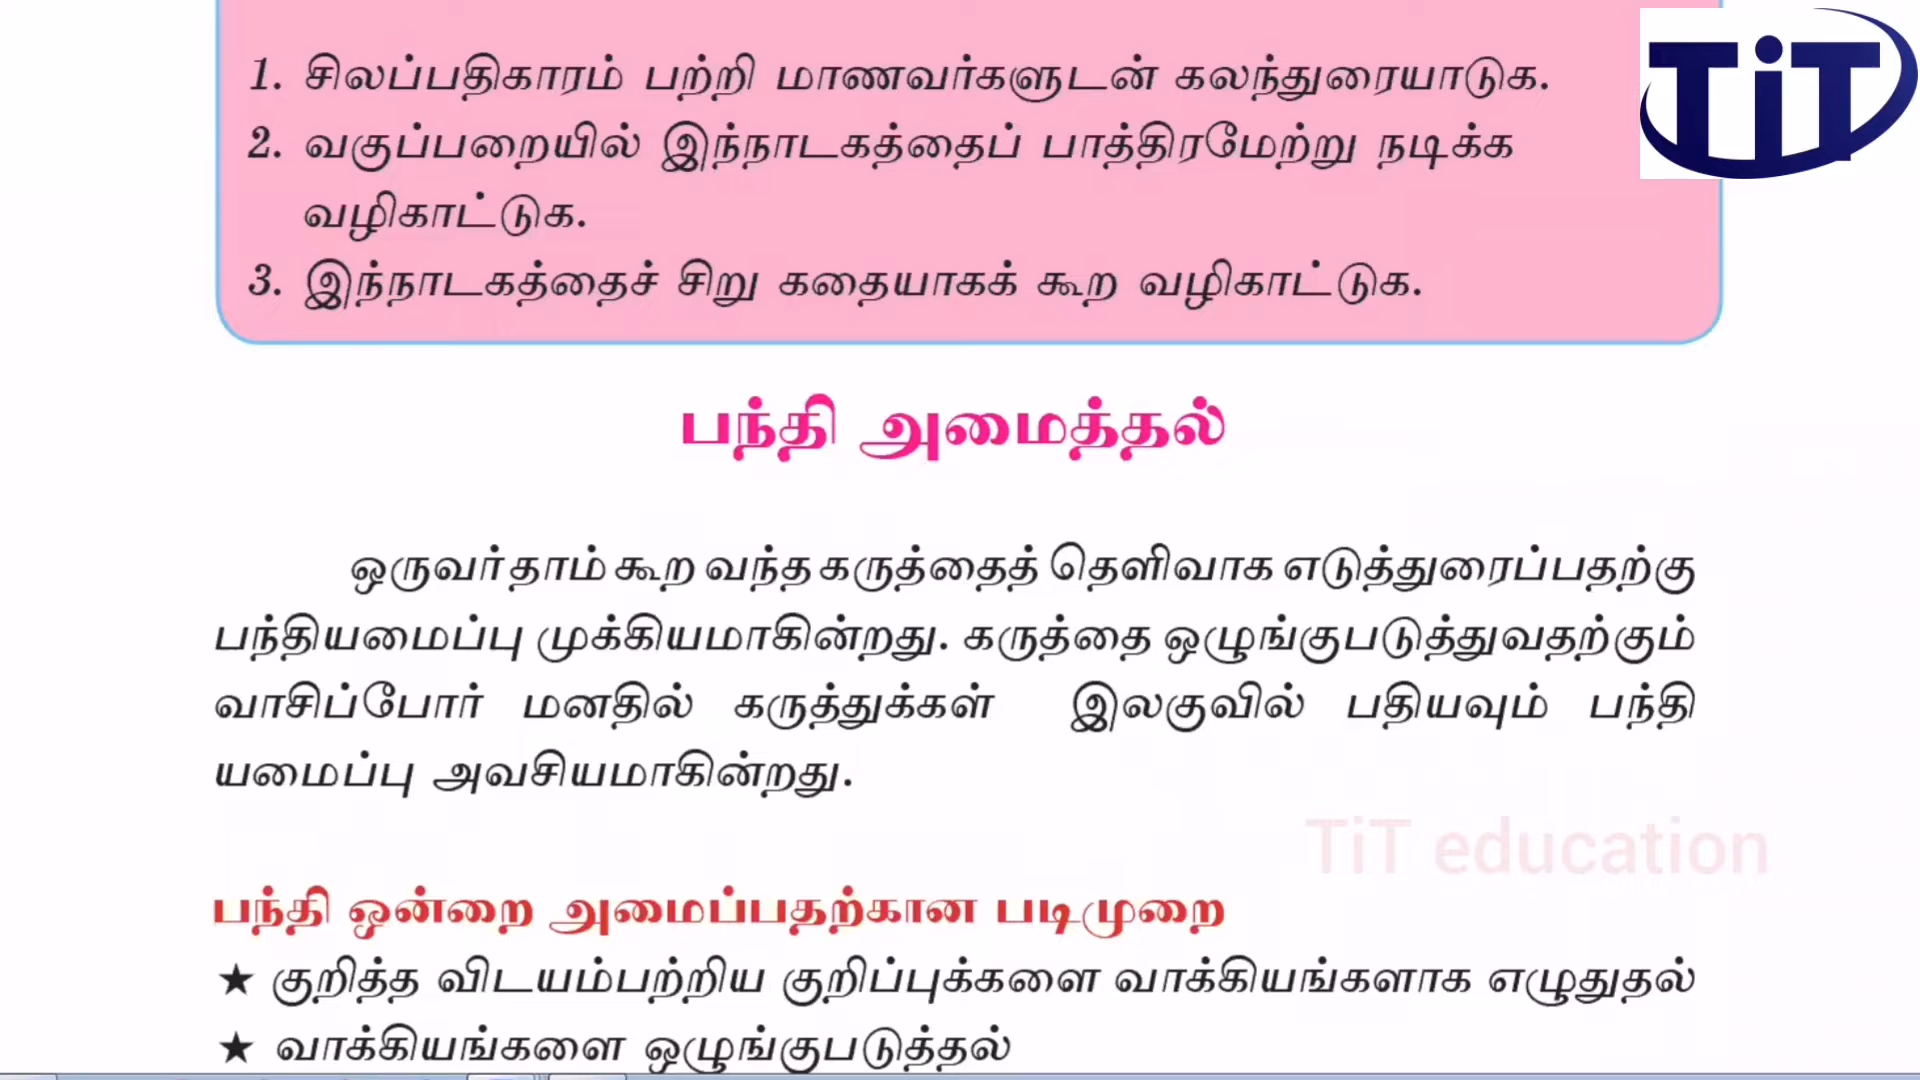 1. சிலப்பதிகாரம் பற்றி மாணவர்களுடன் கலந்துரையாடுக.
TiT
2. வகுப்பறையில் இந்நாடகத்தைப் பாத்திரமேற்று நடிக்க
வழிகாட்டுக.
3. இந்நாடகத்தைச் சிறு கதையாகக் கூற வழிகாட்டுக.
பந்தி அமைத்தல்
ஒருவர் தாம் கூற வந்த கருத்தைத் தெளிவாக எடுத்துரைப்பதற்கு
பந்தியமைப்பு முக்கியமாகின்றது. கருத்தை ஒழுங்குபடுத்துவதற்கும்
வாசிப்போர் மனதில் கருத்துக்கள் இலகுவில் பதியவும் பந்தி
யமைப்பு அவசியமாகின்றது.
TiT education
பந்தி ஒன்றை அமைப்பதற்கான படிமுறை
★ குறித்த விடயம்பற்றிய குறிப்புக்களை வாக்கியங்களாக எழுதுதல்
★ வாக்கியங்களை ஒழுங்குபடுத்தல்